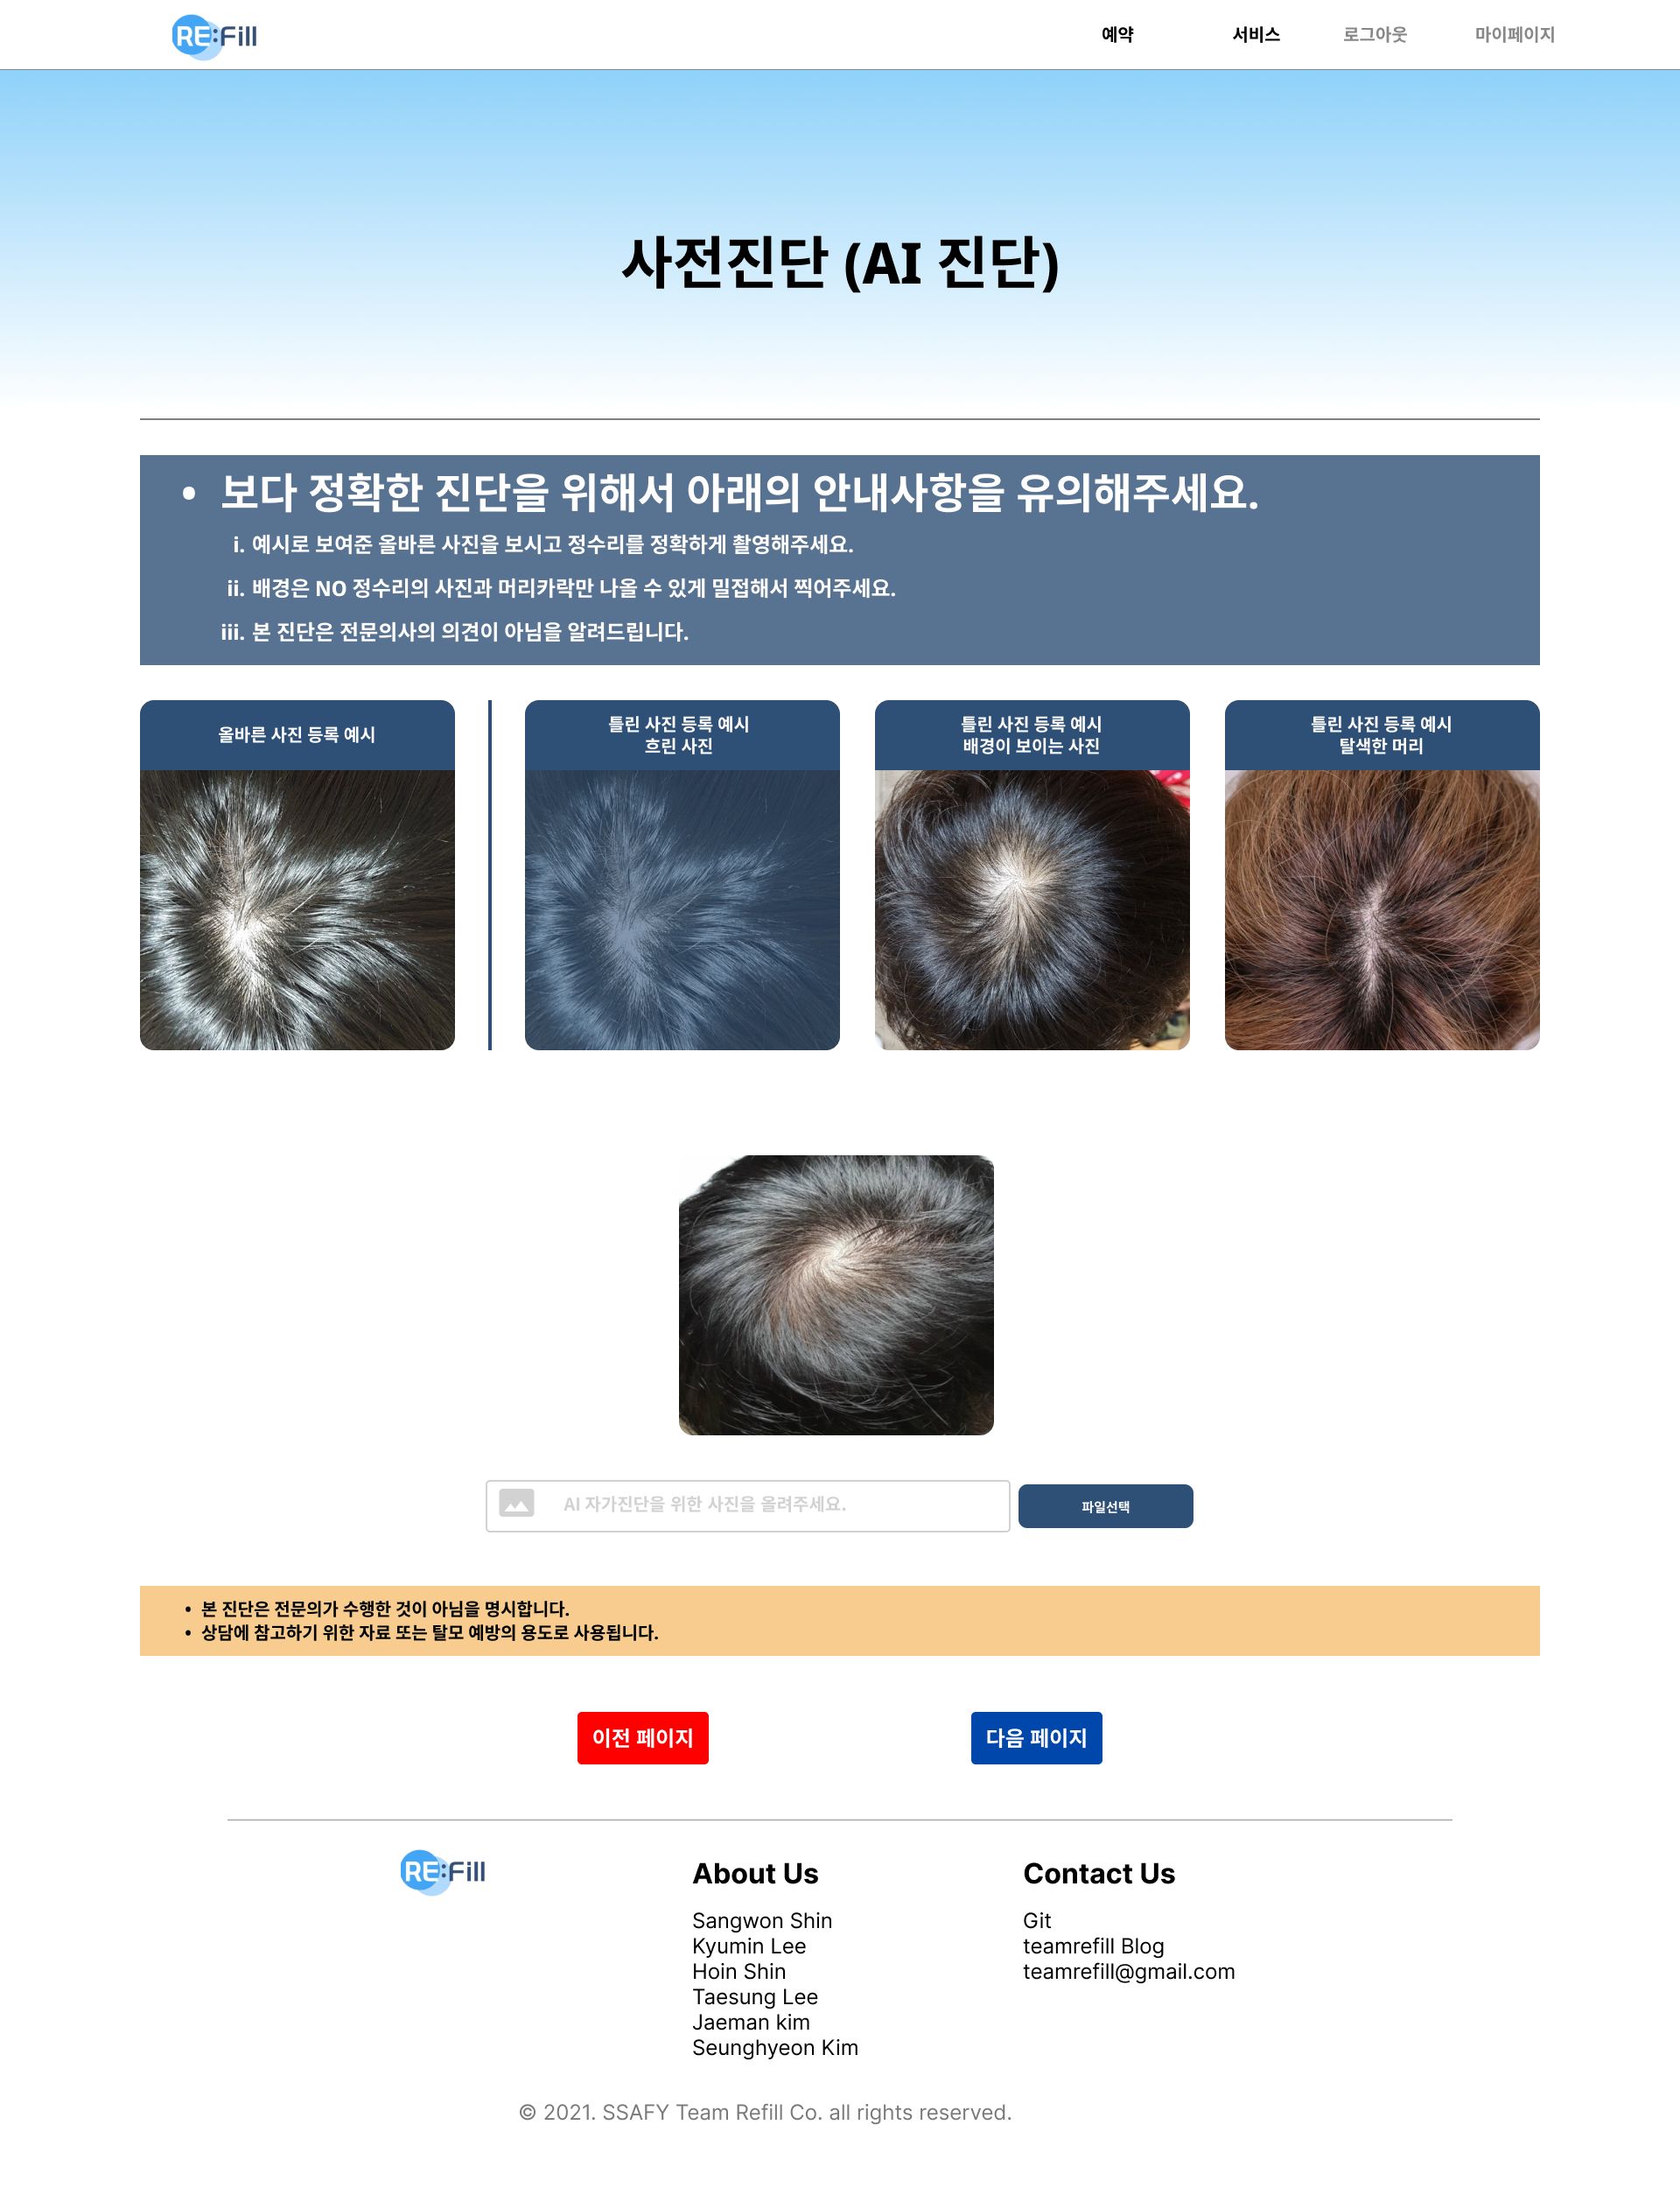 RE:Fill
예약
서비스
로그아웃
마이페이지
사전진단 (AI 진단)
• 보다 정확한 진단을 위해서 아래의 안내사항을 유의해주세요.
i. 예시로 보여준 올바른 사진을 보시고 정수리를 정확하게 촬영해주세요.
ii. 배경은 NO 정수리의 사진과 머리카락만 나올 수 있게 밀접해서 찍어주세요.
iii. 본 진단은 전문의사의 의견이 아님을 알려드립니다.
올바른 사진 등록 예시
틀린 사진 등록 예시
흐린 사진
틀린 사진 등록 예시
배경이 보이는 사진
틀린 사진 등록 예시
탈색한 머리
AI 자가진단을 위한 사진을 올려주세요.
파일선택
• 본 진단은 전문의가 수행한 것이 아님을 명시합니다.
• 상담에 참고하기 위한 자료 또는 탈모 예방의 용도로 사용됩니다.
이전 페이지
다음 페이지
RE:Fill
About Us
Sangwon Shin
Kyumin Lee
Hoin Shin
Taesung Lee
Jaeman kim
Seunghyeon Kim
Contact Us
Git
teamrefill Blog
teamrefill@gmail.com
© 2021. SSAFY Team Refill Co. all rights reserved.